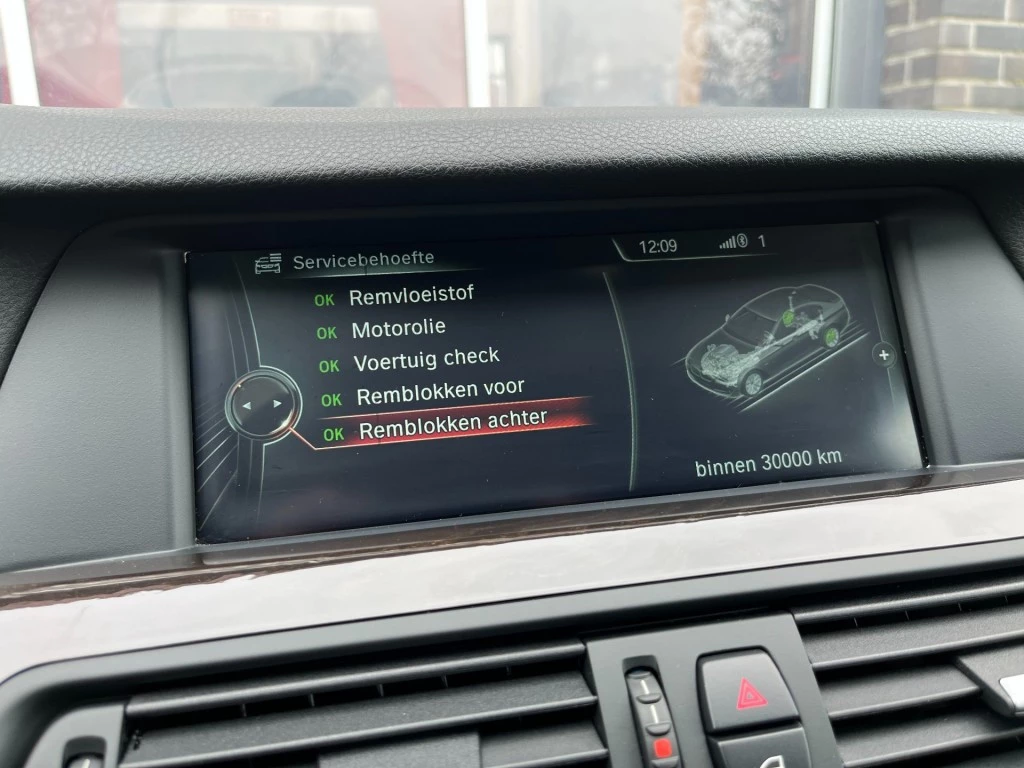 Servicebehoefte
12:09
1
OK Remvloeistof
OK Motorolie
OK Voertuig check
OK Remblokken voor
OK Remblokken achter
binnen 30000 km